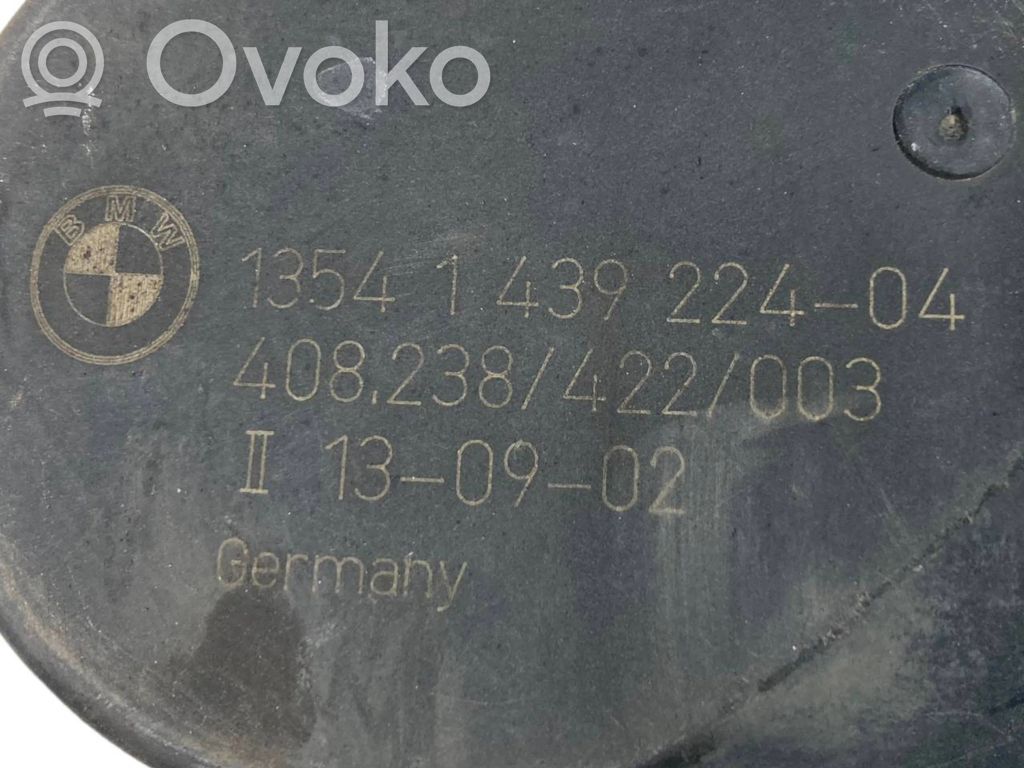 Ovoko
BMW
1354 1 439 224-04
408.238/422/003
II 13-09-02
Germany